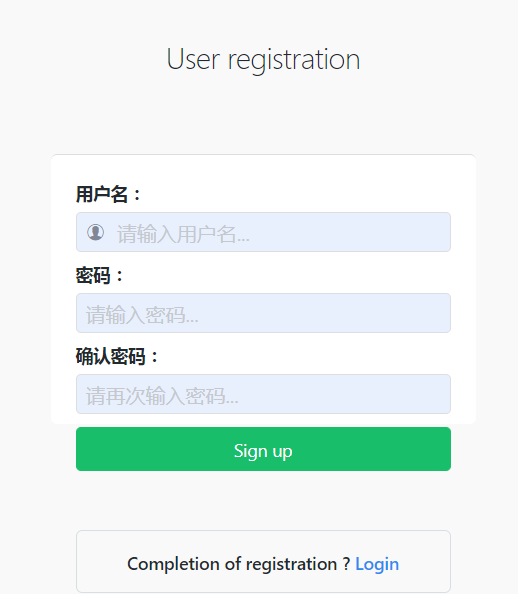 User registration
用户名：
请输入用户名...
密码：
请输入密码...
确认密码：
请再次输入密码...
Sign up
Completion of registration ? Login